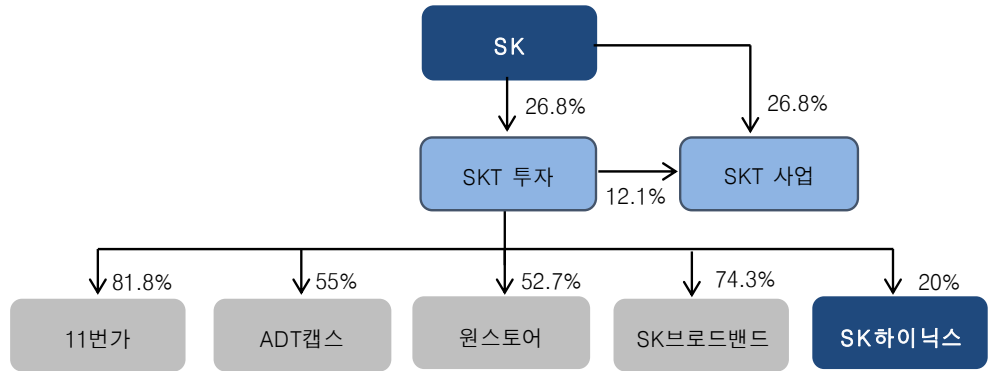 SK
26.8%
26.8%
SKT 투자
SKT 사업
12.1%
81.8%
55%
52.7%
74.3%
20%
11번가
ADT캡스
원스토어
SK브로드밴드
SK하이닉스